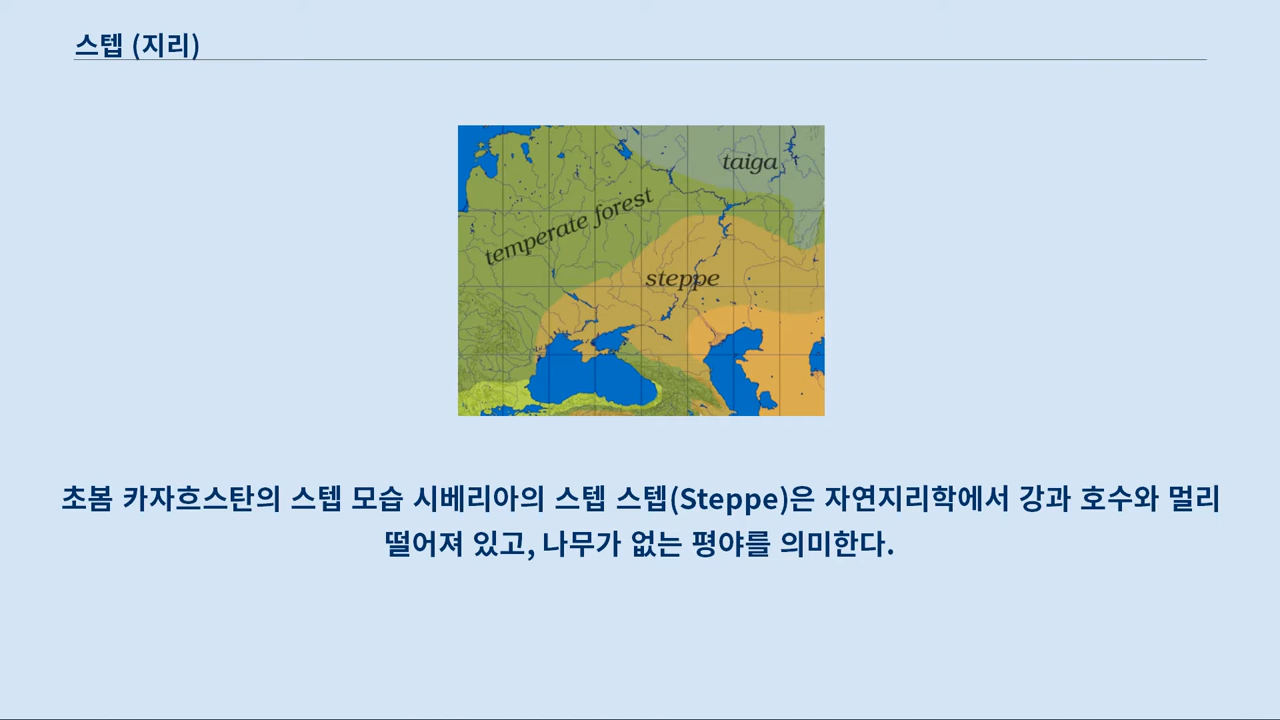 스텝 (지리)
taiga
temperate forest
steppe
초봄 카자흐스탄의 스텝 모습 시베리아의 스텝 스텝(Steppe)은 자연지리학에서 강과 호수와 멀리
떨어져 있고, 나무가 없는 평야를 의미한다.